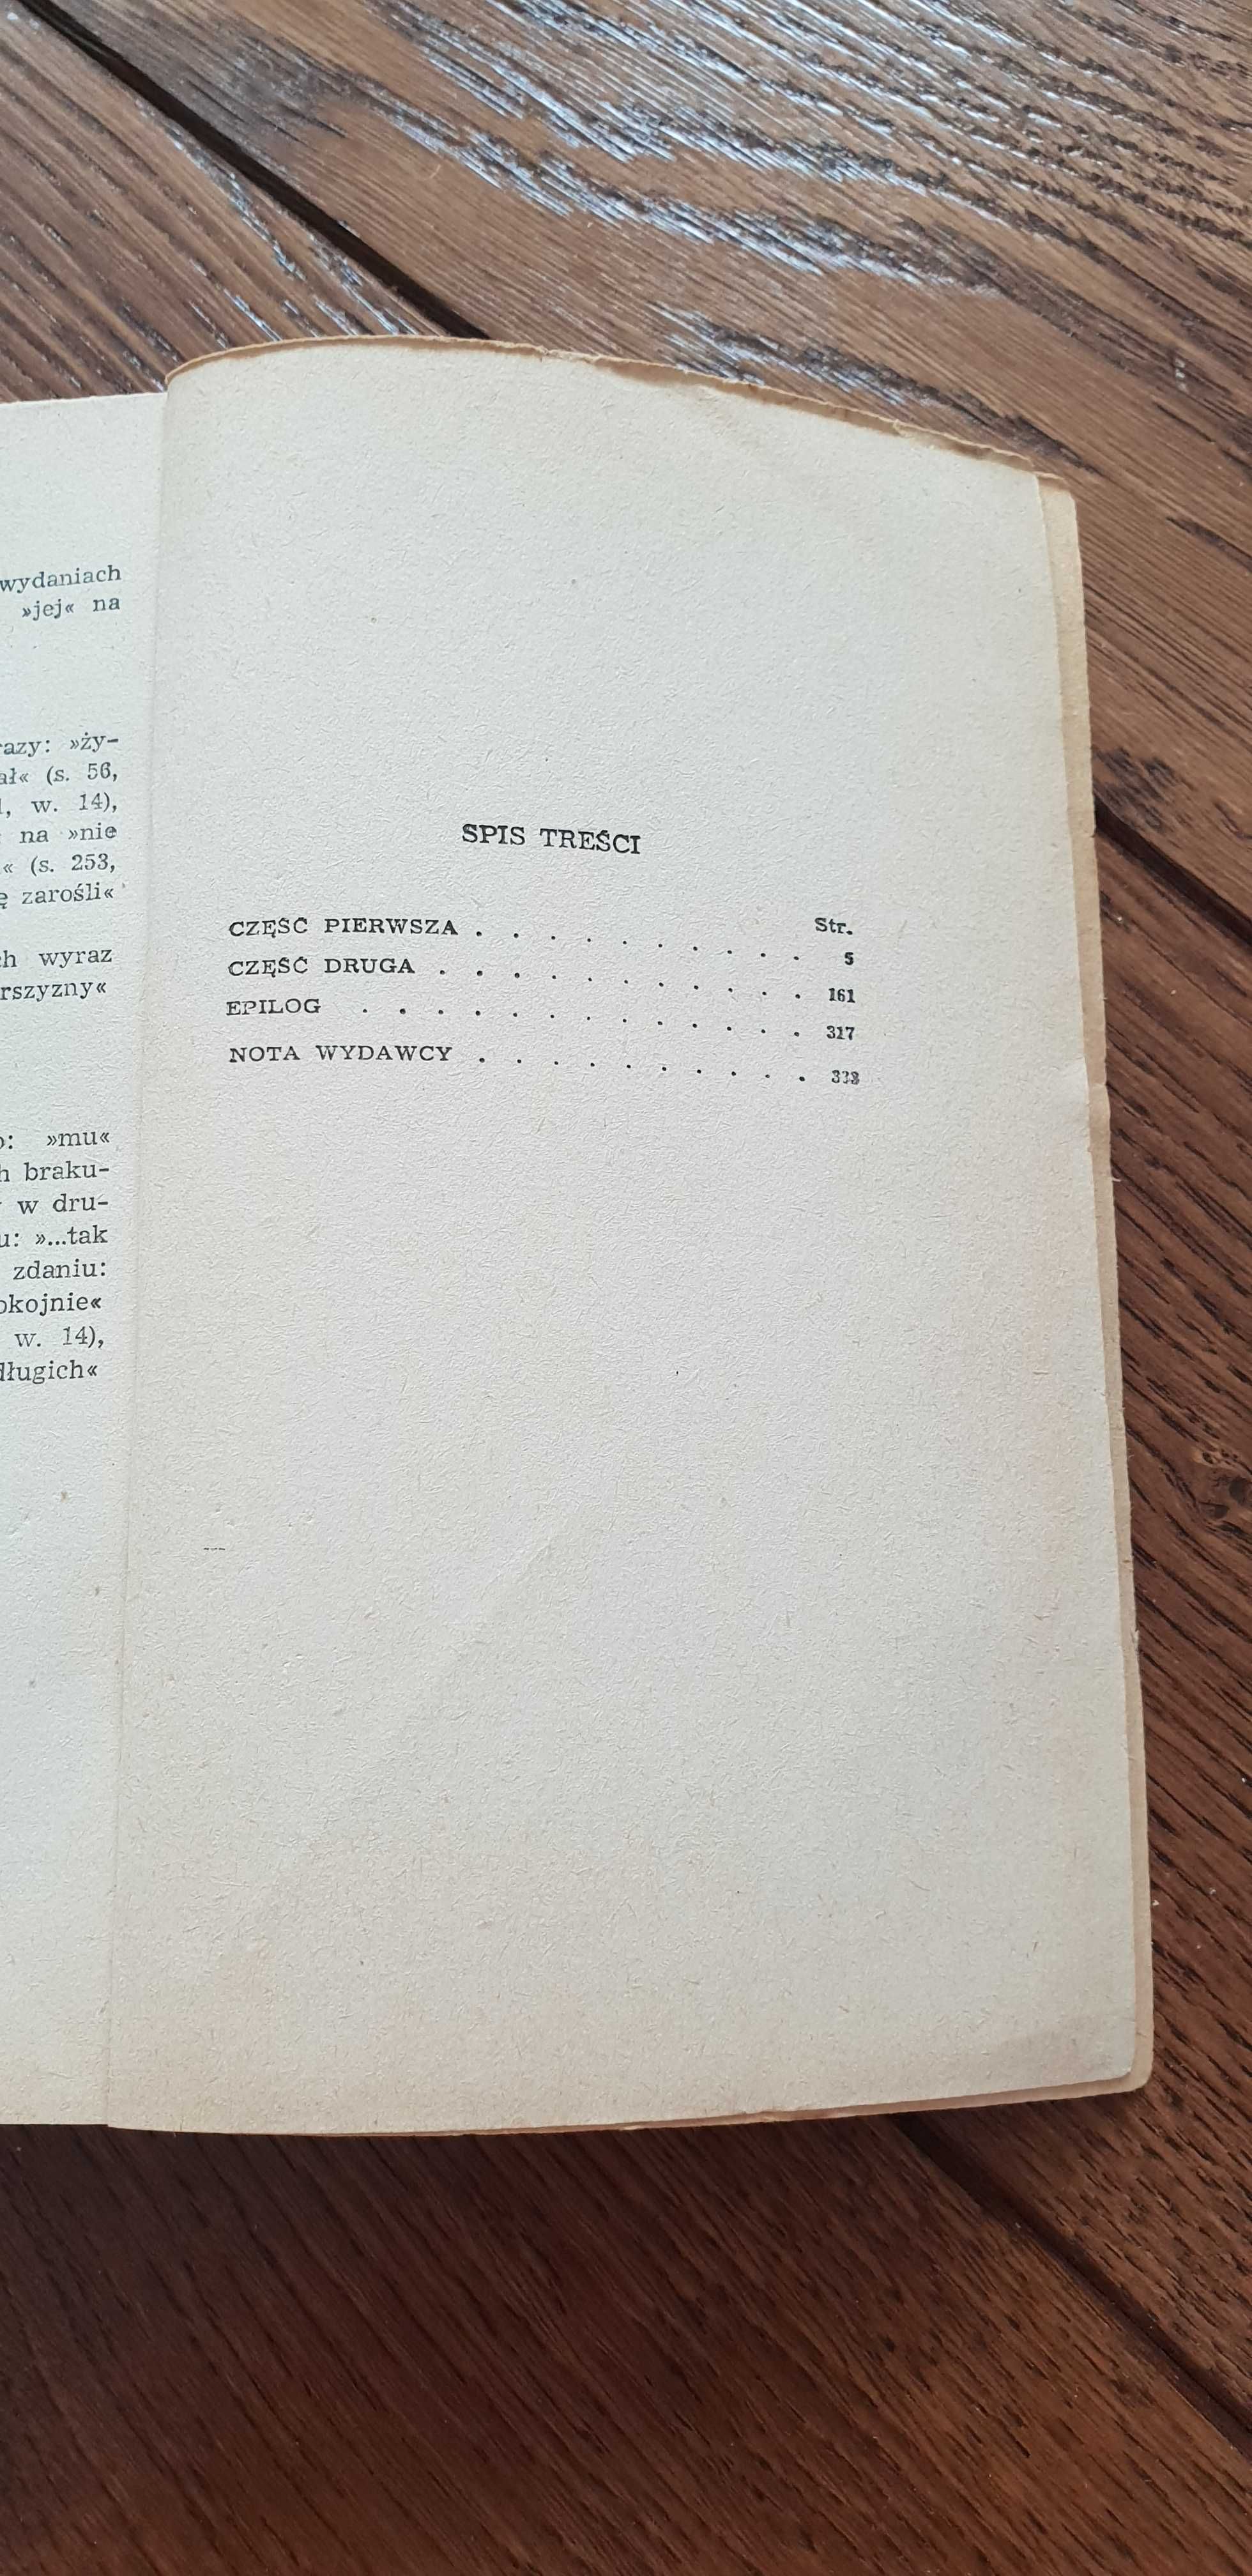 wydaniach
»jej« na
razy: »ży-
ał« (s. 56,
, w. 14),
na »nie
« (s. 253,
ę zarośli«
ch wyraz
rszyzny«
o: »mu«
h braku-
w dru-
u: »...tak
zdaniu:
okojnie«
w. 14),
długich«
SPIS TREŚCI
Str.
CZĘŚĆ PIERWSZA . . . . . . . . . . 5
CZĘŚĆ DRUGA . . . . . . . . . . . 161
EPILOG . . . . . . . . . . . . . 317
NOTA WYDAWCY . . . . . . . . . .